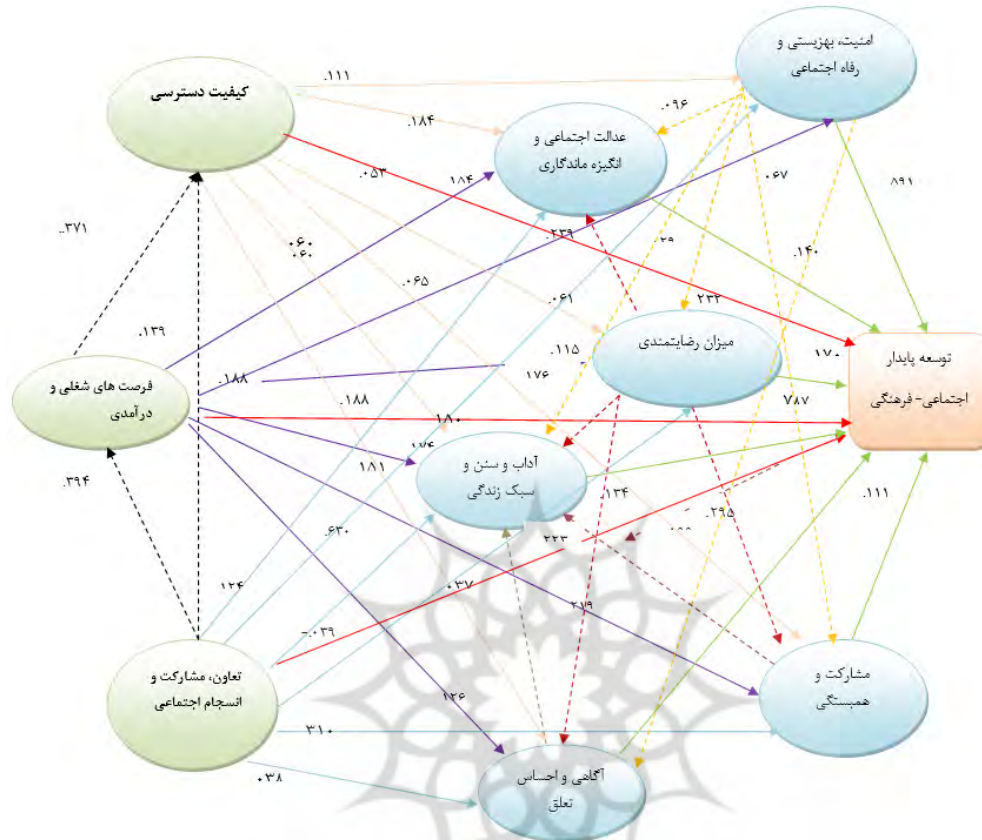 امنیت، بهزیستی و
رفاه اجتماعی
کیفیت دسترسی
.۱۱۱
.۰۹۶
.۱۸۴
عدالت اجتماعی و
انگیزه ماندگاری
.۰۶۷
.۰۵۳
۱۸۴
.۸۹۱
..۳۷۱
.۲۳۹
.۱۴۰
.۰۶۰
.۰۶۵
.۰۶۱
۲۳۲
.۱۳۹
میزان رضایتمندی
توسعه پایدار
اجتماعی- فرهنگی
.۱۷۰
.۱۱۵
فرصت های شغلی و
درآمدی
.۱۸۸
.۱۸۸
۱۷۶
۷۸۷
۱۸۰
۱۷۴
.۱۸۱
آداب و سنن و
سبک زندگی
.۳۹۴
.۱۳۴
.۱۱۱
.۶۳۰
.۲۹۵
۲۲۳
.۰۳۷
۱۲۴
-.۰۳۹
۲۱۹
تعاون، مشارکت و
انسجام اجتماعی
مشارکت و
همبستگی
۱۲۶
.۳۱۰
.۰۳۸
آگاهی و احساس
تعلق